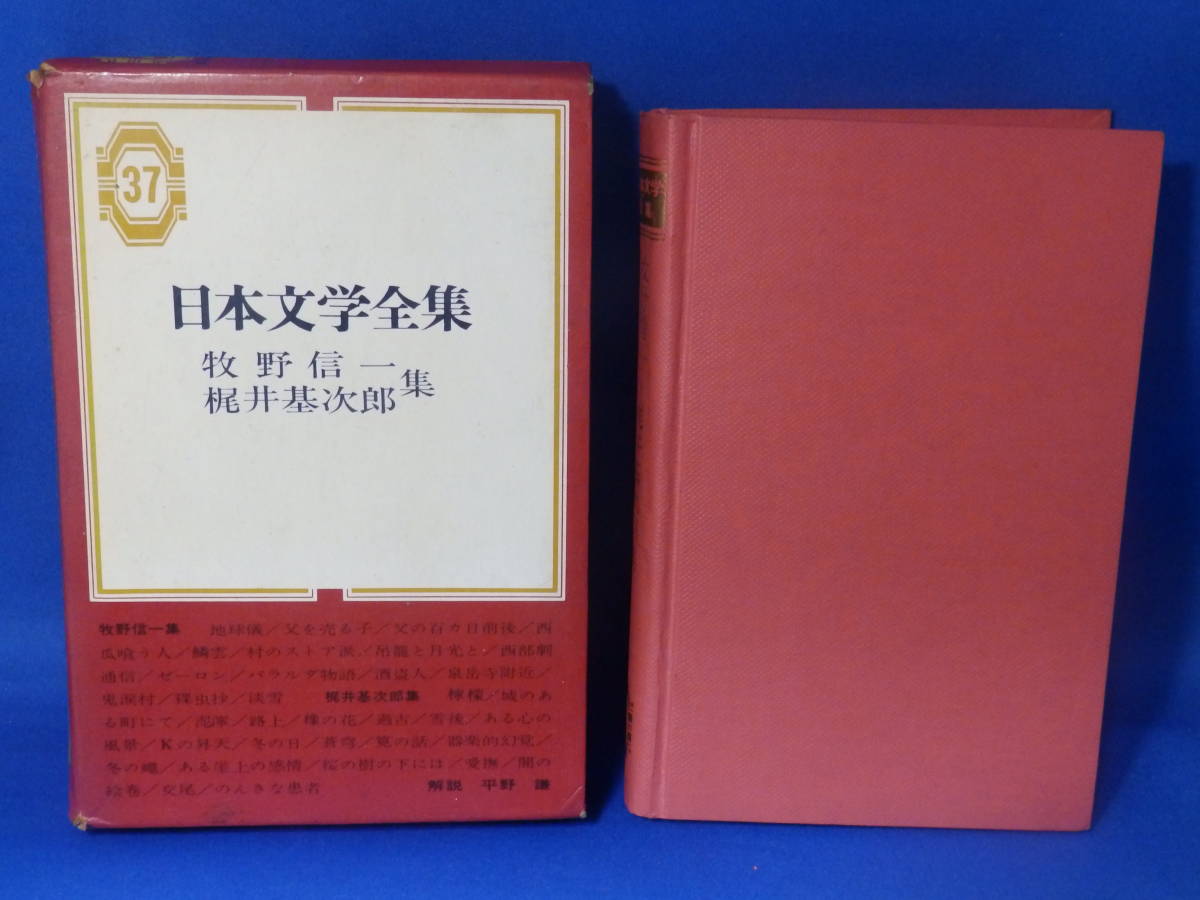 37
日本文学全集
牧野信一
梶井基次郎
集
牧野信一集 地球儀/父を売る子/父の百ヵ日前後/西
瓜喰う人/鱗雲/村のストア派/吊籠と月光と/西部劇
通信/ゼーロン/バラルダ物語/酒盗人/泉岳寺附近/
鬼涙村/裸虫抄/淡雪 梶井基次郎集 檸檬/城のあ
る町にて/泥濘/路上/橡の花/過古/雪後/ある心の
風景/Kの昇天/冬の日/蒼穹/筧の話/器楽的幻覚/
冬の蠅/ある崖上の感情/桜の樹の下には/愛撫/闇の
絵巻/交尾/のんきな患者 解説 平野 謙